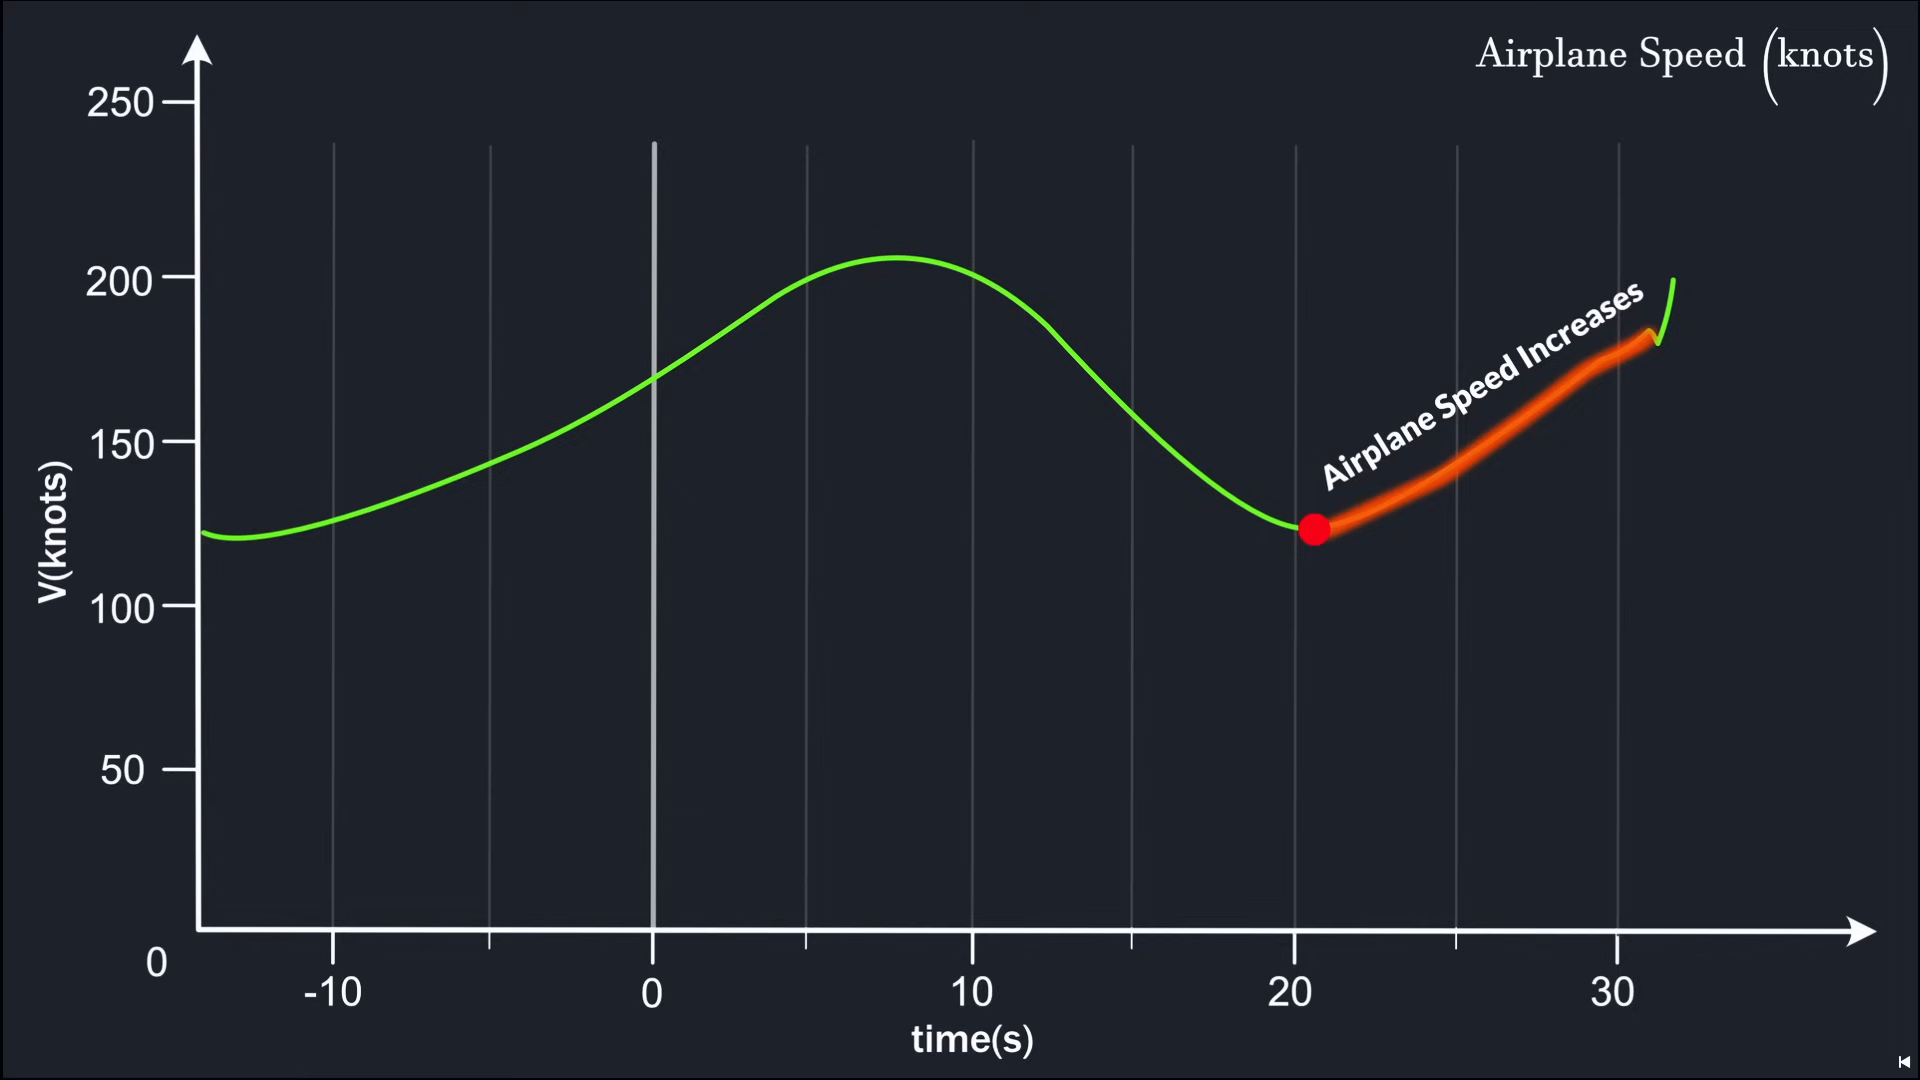 Airplane Speed (knots)
250
200
150
100
50
0
V(knots)
Airplane Speed Increases
-10
0
10
20
30
time(s)